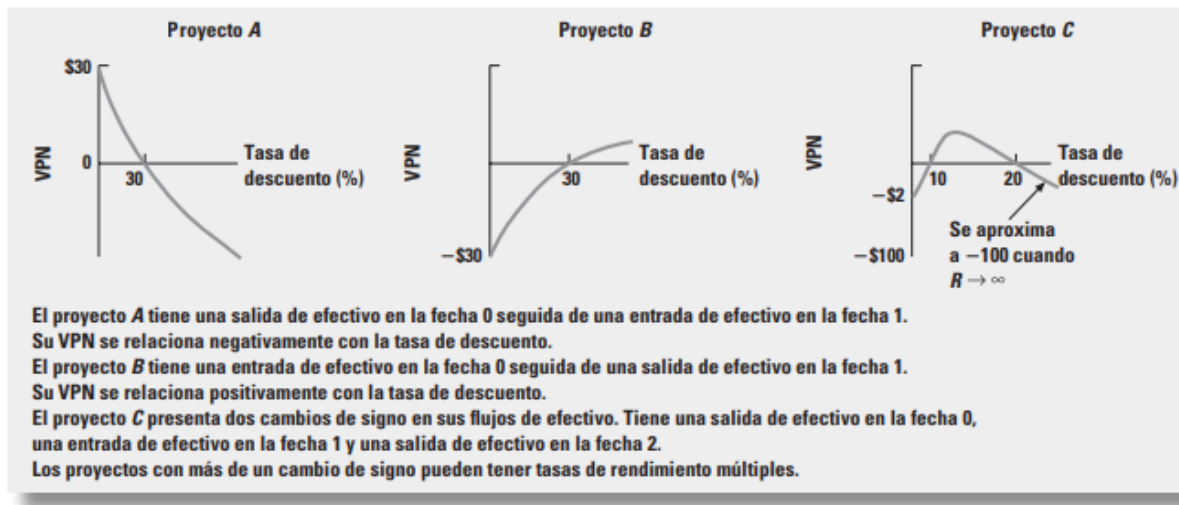 Proyecto A
$30
VPN
0
30
Tasa de
descuento (%)
Proyecto B
VPN
30
Tasa de
descuento (%)
−$30
Proyecto C
VPN
10
20
Tasa de
descuento (%)
−$2
−$100
Se aproxima
a −100 cuando
R → ∞
El proyecto A tiene una salida de efectivo en la fecha 0 seguida de una entrada de efectivo en la fecha 1.
Su VPN se relaciona negativamente con la tasa de descuento.
El proyecto B tiene una entrada de efectivo en la fecha 0 seguida de una salida de efectivo en la fecha 1.
Su VPN se relaciona positivamente con la tasa de descuento.
El proyecto C presenta dos cambios de signo en sus flujos de efectivo. Tiene una salida de efectivo en la fecha 0,
una entrada de efectivo en la fecha 1 y una salida de efectivo en la fecha 2.
Los proyectos con más de un cambio de signo pueden tener tasas de rendimiento múltiples.